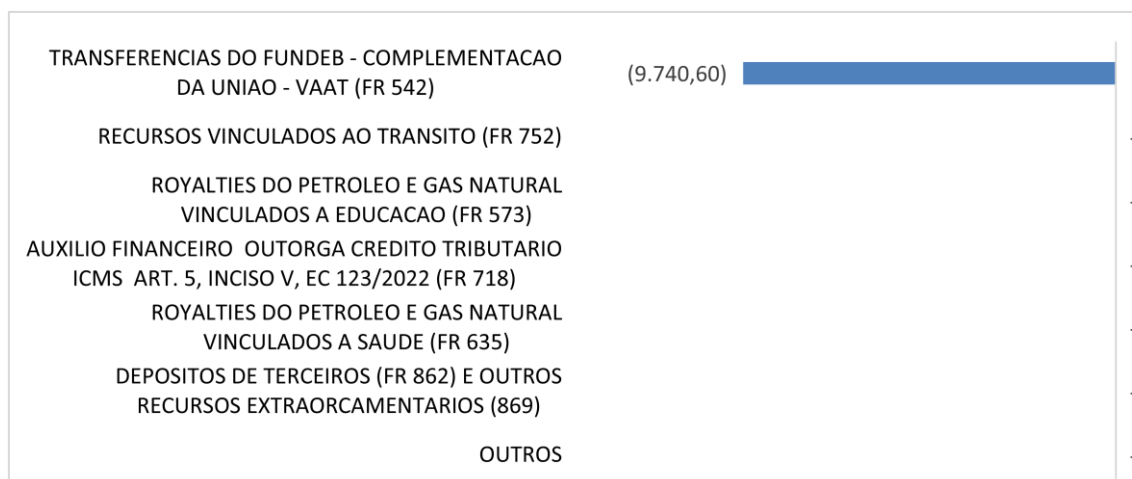 TRANSFERENCIAS DO FUNDEB - COMPLEMENTACAO
DA UNIAO - VAAT (FR 542)
(9.740,60)
RECURSOS VINCULADOS AO TRANSITO (FR 752)
-
ROYALTIES DO PETROLEO E GAS NATURAL
VINCULADOS A EDUCACAO (FR 573)
-
AUXILIO FINANCEIRO  OUTORGA CREDITO TRIBUTARIO
ICMS  ART. 5, INCISO V, EC 123/2022 (FR 718)
-
ROYALTIES DO PETROLEO E GAS NATURAL
VINCULADOS A SAUDE (FR 635)
-
DEPOSITOS DE TERCEIROS (FR 862) E OUTROS
RECURSOS EXTRAORCAMENTARIOS (869)
-
OUTROS
-